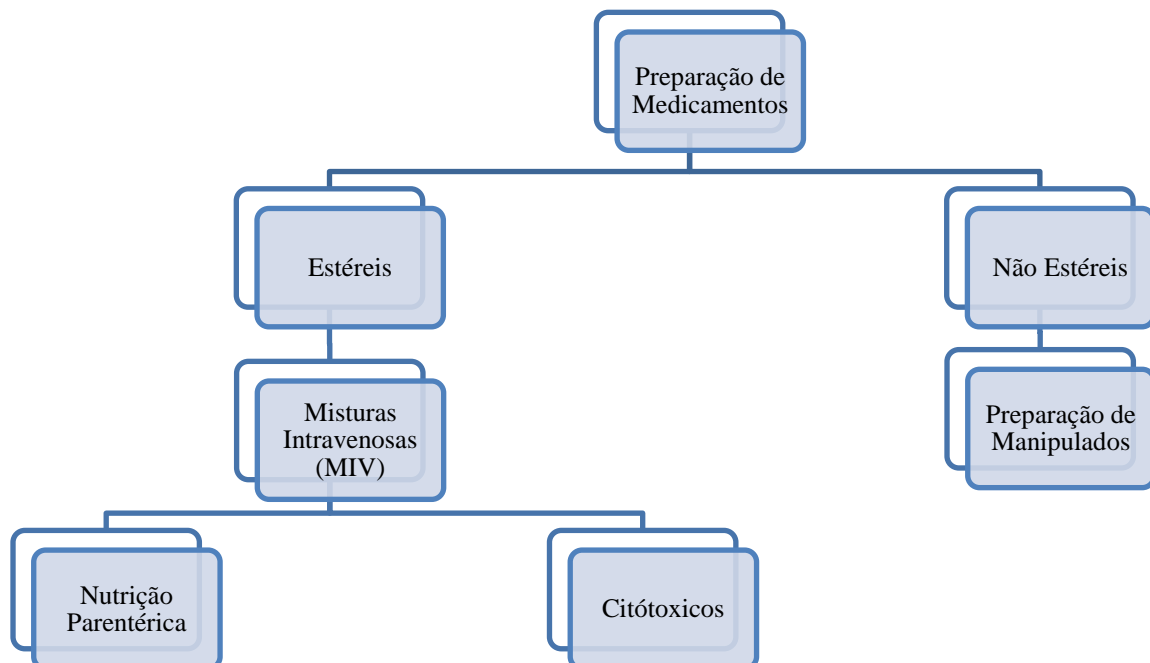 Preparação de
Medicamentos
Estéreis
Não Estéreis
Misturas
Intravenosas
(MIV)
Preparação de
Manipulados
Nutrição
Parentérica
Citótoxicos